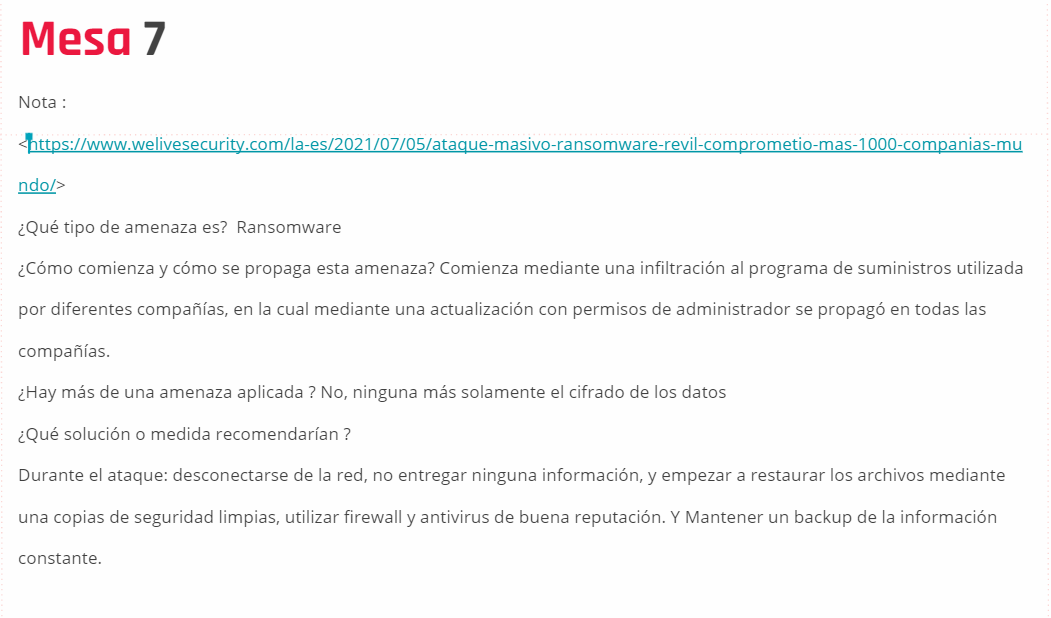 Mesa 7
Nota :
<https://www.welivesecurity.com/la-es/2021/07/05/ataque-masivo-ransomware-revil-comprometio-mas-1000-companias-mu
ndo/>
¿Qué tipo de amenaza es?  Ransomware
¿Cómo comienza y cómo se propaga esta amenaza? Comienza mediante una infiltración al programa de suministros utilizada
por diferentes compañías, en la cual mediante una actualización con permisos de administrador se propagó en todas las
compañías.
¿Hay más de una amenaza aplicada ? No, ninguna más solamente el cifrado de los datos
¿Qué solución o medida recomendarían ?
Durante el ataque: desconectarse de la red, no entregar ninguna información, y empezar a restaurar los archivos mediante
una copias de seguridad limpias, utilizar firewall y antivirus de buena reputación. Y Mantener un backup de la información
constante.